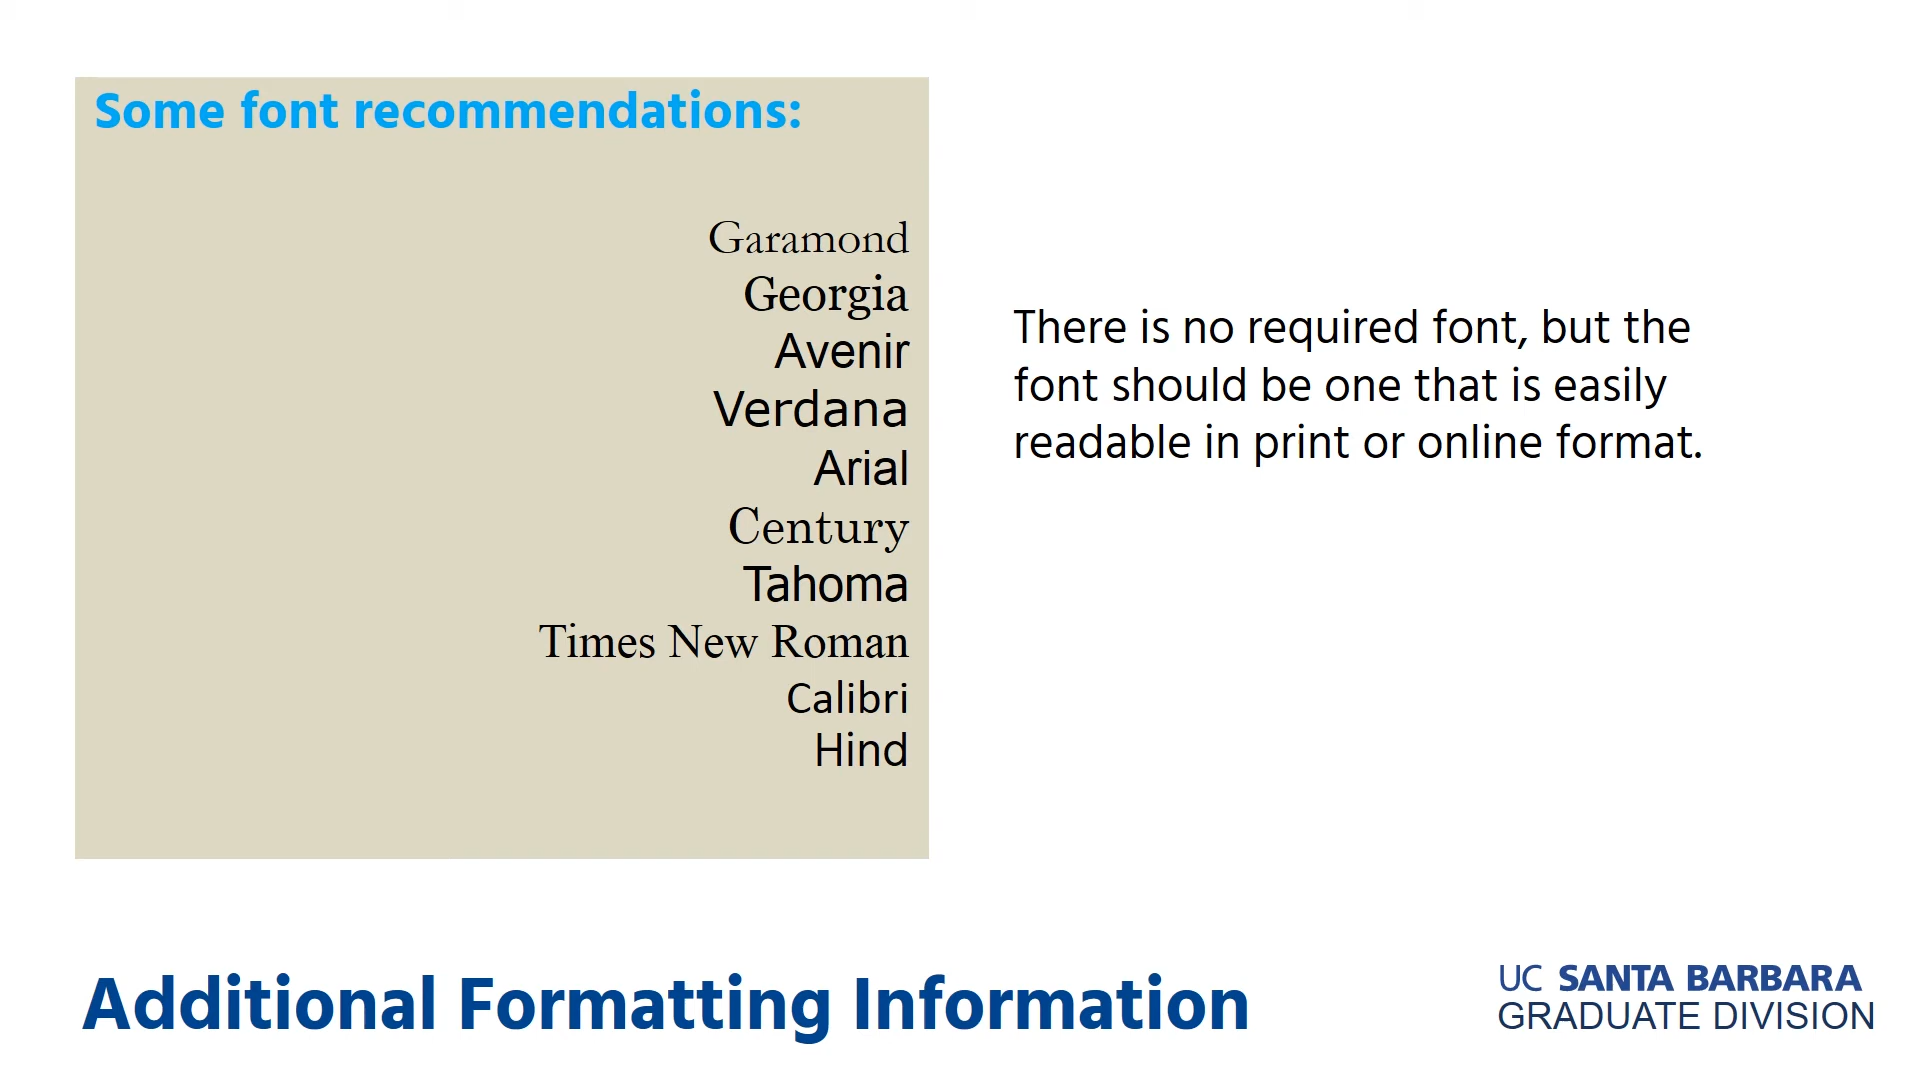 Some font recommendations:
Garamond
Georgia
Avenir
Verdana
Arial
Century
Tahoma
Times New Roman
Calibri
Hind
There is no required font, but the
font should be one that is easily
readable in print or online format.
Additional Formatting Information
UC SANTA BARBARA
GRADUATE DIVISION